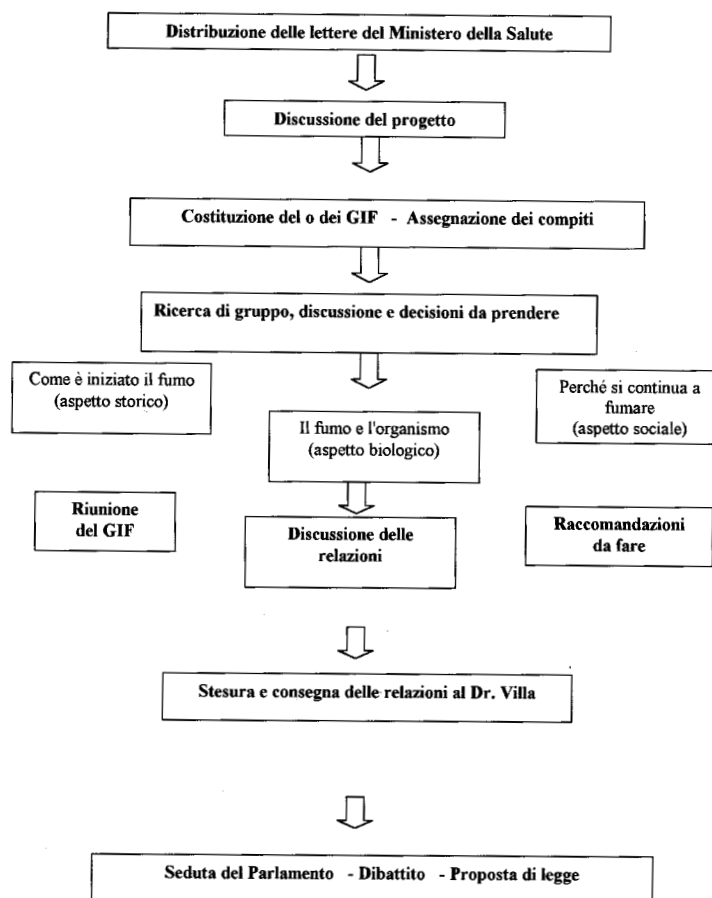 Distribuzione delle lettere del Ministero della Salute
Discussione del progetto
Costituzione del o dei GIF - Assegnazione dei compiti
Ricerca di gruppo, discussione e decisioni da prendere
Come è iniziato il fumo
(aspetto storico)
Il fumo e l'organismo
(aspetto biologico)
Perché si continua a
fumare
(aspetto sociale)
Riunione
del GIF
Discussione delle
relazioni
Raccomandazioni
da fare
Stesura e consegna delle relazioni al Dr. Villa
Seduta del Parlamento - Dibattito - Proposta di legge